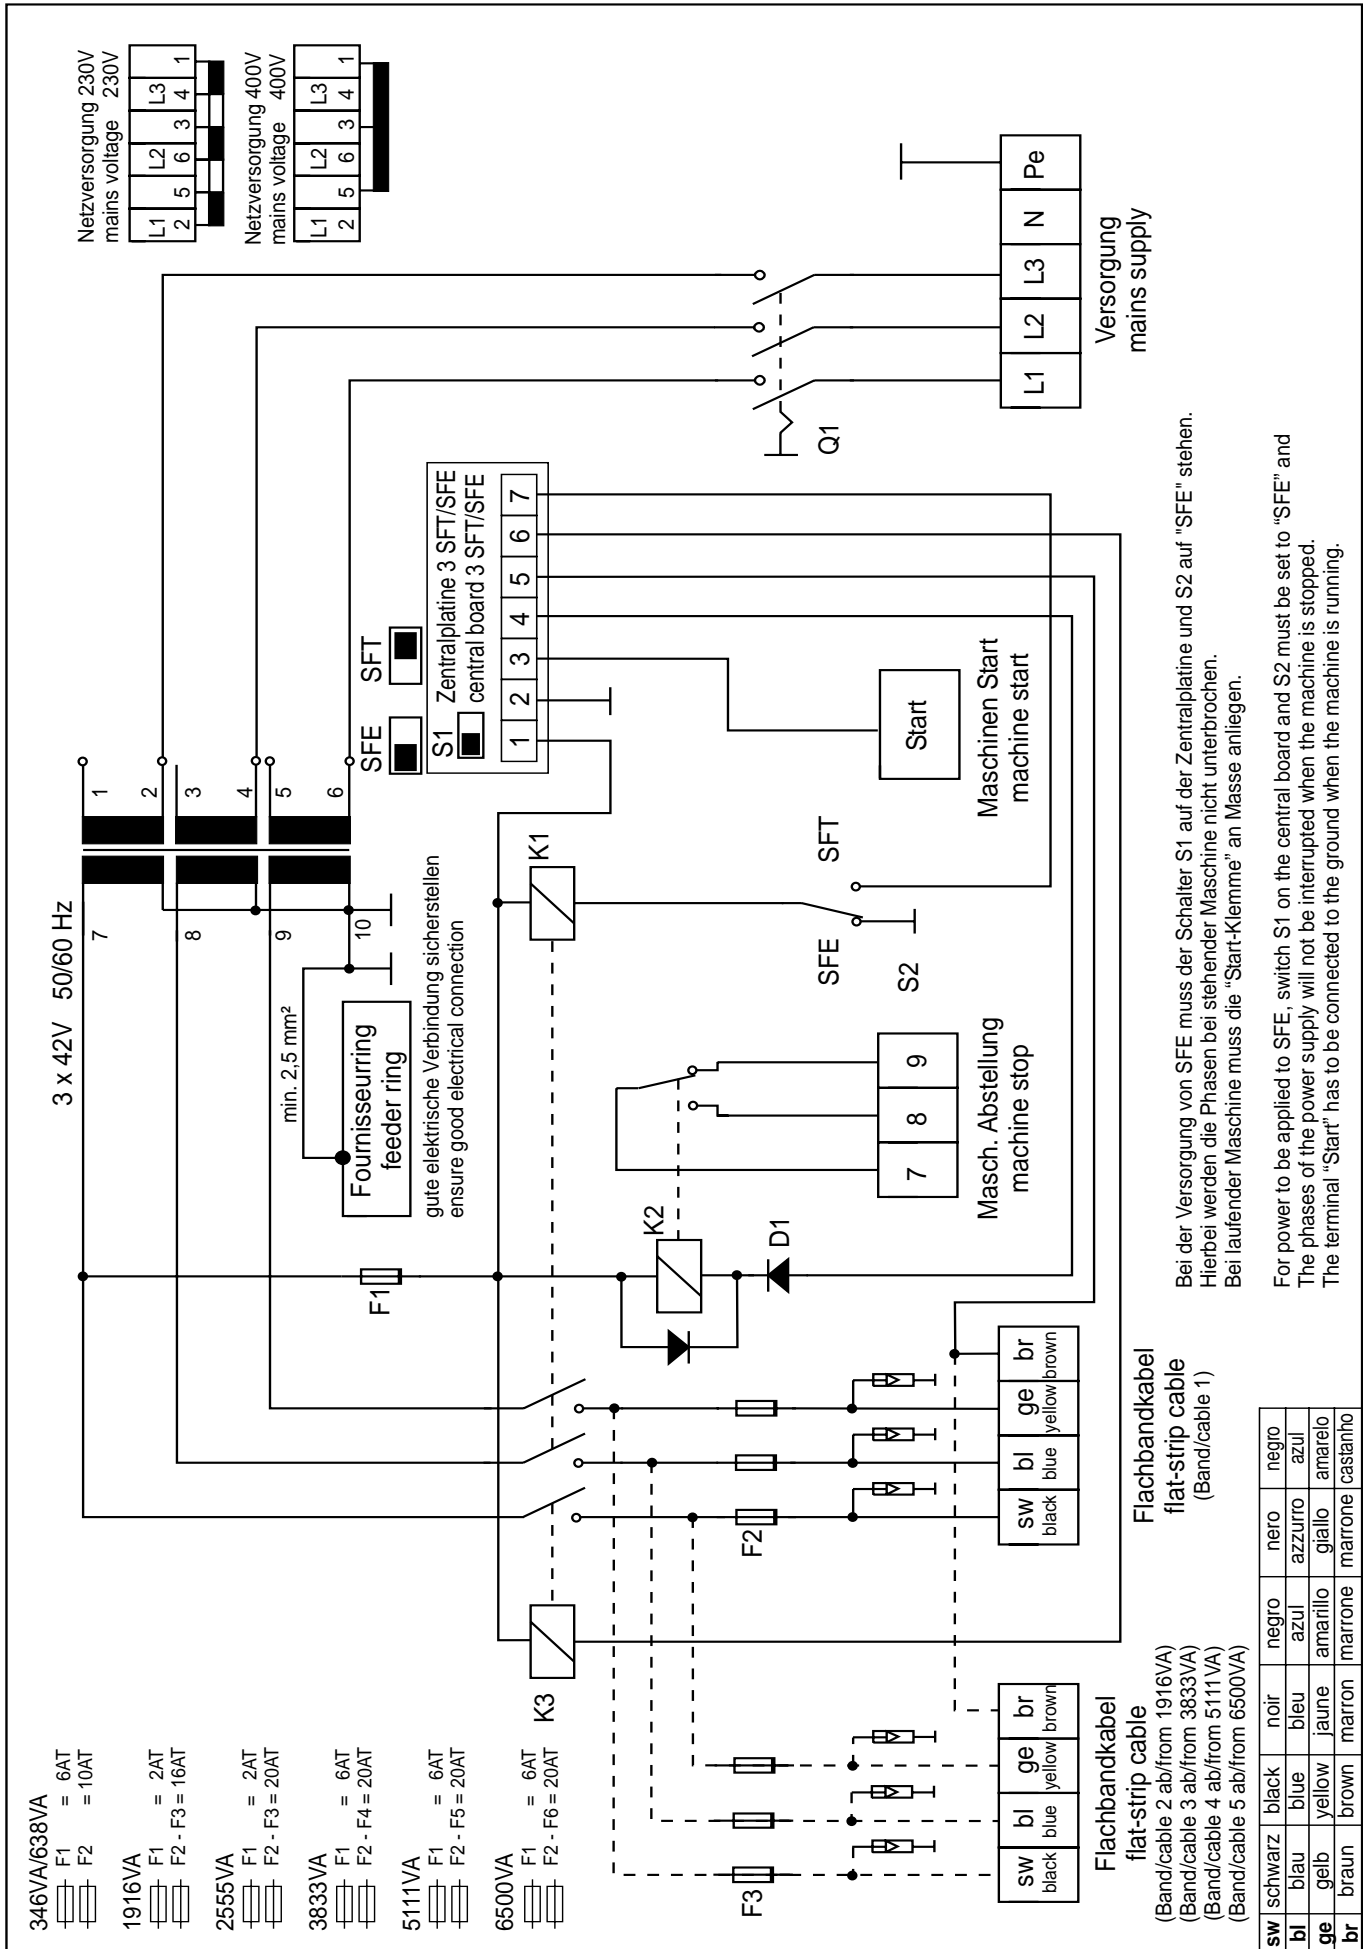 346VA/638VA
F1 = 6AT
F2 = 10AT
1916VA
F1 = 2AT
F2 - F3 = 16AT
2555VA
F1 = 2AT
F2 - F3 = 20AT
3833VA
F1 = 6AT
F2 - F4 = 20AT
5111VA
F1 = 6AT
F2 - F5 = 20AT
6500VA
F1 = 6AT
F2 - F6 = 20AT
3 x 42V 50/60 Hz
7
8
9
10
1
2
3
4
5
6
min. 2,5 mm²
Fournisseurring
feeder ring
gute elektrische Verbindung sicherstellen
ensure good electrical connection
Netzversorgung 230V
mains voltage 230V
L1 L2 L3
2 5 6 3 4 1
Netzversorgung 400V
mains voltage 400V
L1 L2 L3
2 5 6 3 4 1
SFE
SFT
S1
Zentralplatine 3 SFT/SFE
central board 3 SFT/SFE
1 2 3 4 5 6 7
F1
K1
K2
K3
D1
Q1
SFE
SFT
S2
Start
Maschinen Start
machine start
7 8 9
Masch. Abstellung
machine stop
L1 L2 L3 N Pe
Versorgung
mains supply
F2
sw bl ge br
black blue yellow brown
Flachbandkabel
flat-strip cable
(Band/cable 1)
F3
sw bl ge br
black blue yellow brown
Flachbandkabel
flat-strip cable
(Band/cable 2 ab/from 1916VA)
(Band/cable 3 ab/from 3833VA)
(Band/cable 4 ab/from 5111VA)
(Band/cable 5 ab/from 6500VA)
Bei der Versorgung von SFE muss der Schalter S1 auf der Zentralplatine und S2 auf "SFE" stehen.
Hierbei werden die Phasen bei stehender Maschine nicht unterbrochen.
Bei laufender Maschine muss die "Start-Klemme" an Masse anliegen.
For power to be applied to SFE, switch S1 on the central board and S2 must be set to "SFE" and
The phases of the power supply will not be interrupted when the machine is stopped.
The terminal "Start" has to be connected to the ground when the machine is running.
sw schwarz black noir negro nero negro
bl blau blue bleu azul azzurro azul
ge gelb yellow jaune amarillo giallo amarelo
br braun brown marron marrone marrone castanho